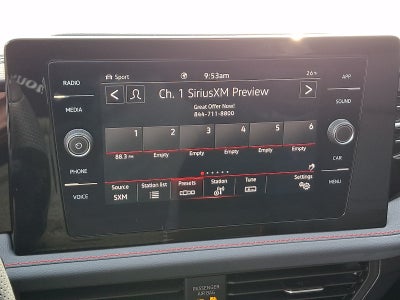 Sport 9:53am 26°F
RADIO
MEDIA
PHONE
VOICE
APP
SOUND
CAR
MENU
< Ch. 1 SiriusXM Preview >
Great Offer Now!
844-711-8800
1 2 3 4 5 6
88.3 FM Empty Empty Empty Empty Empty
Source Station list Presets Station Tune Settings
SXM
PASSENGER
AIR BAG